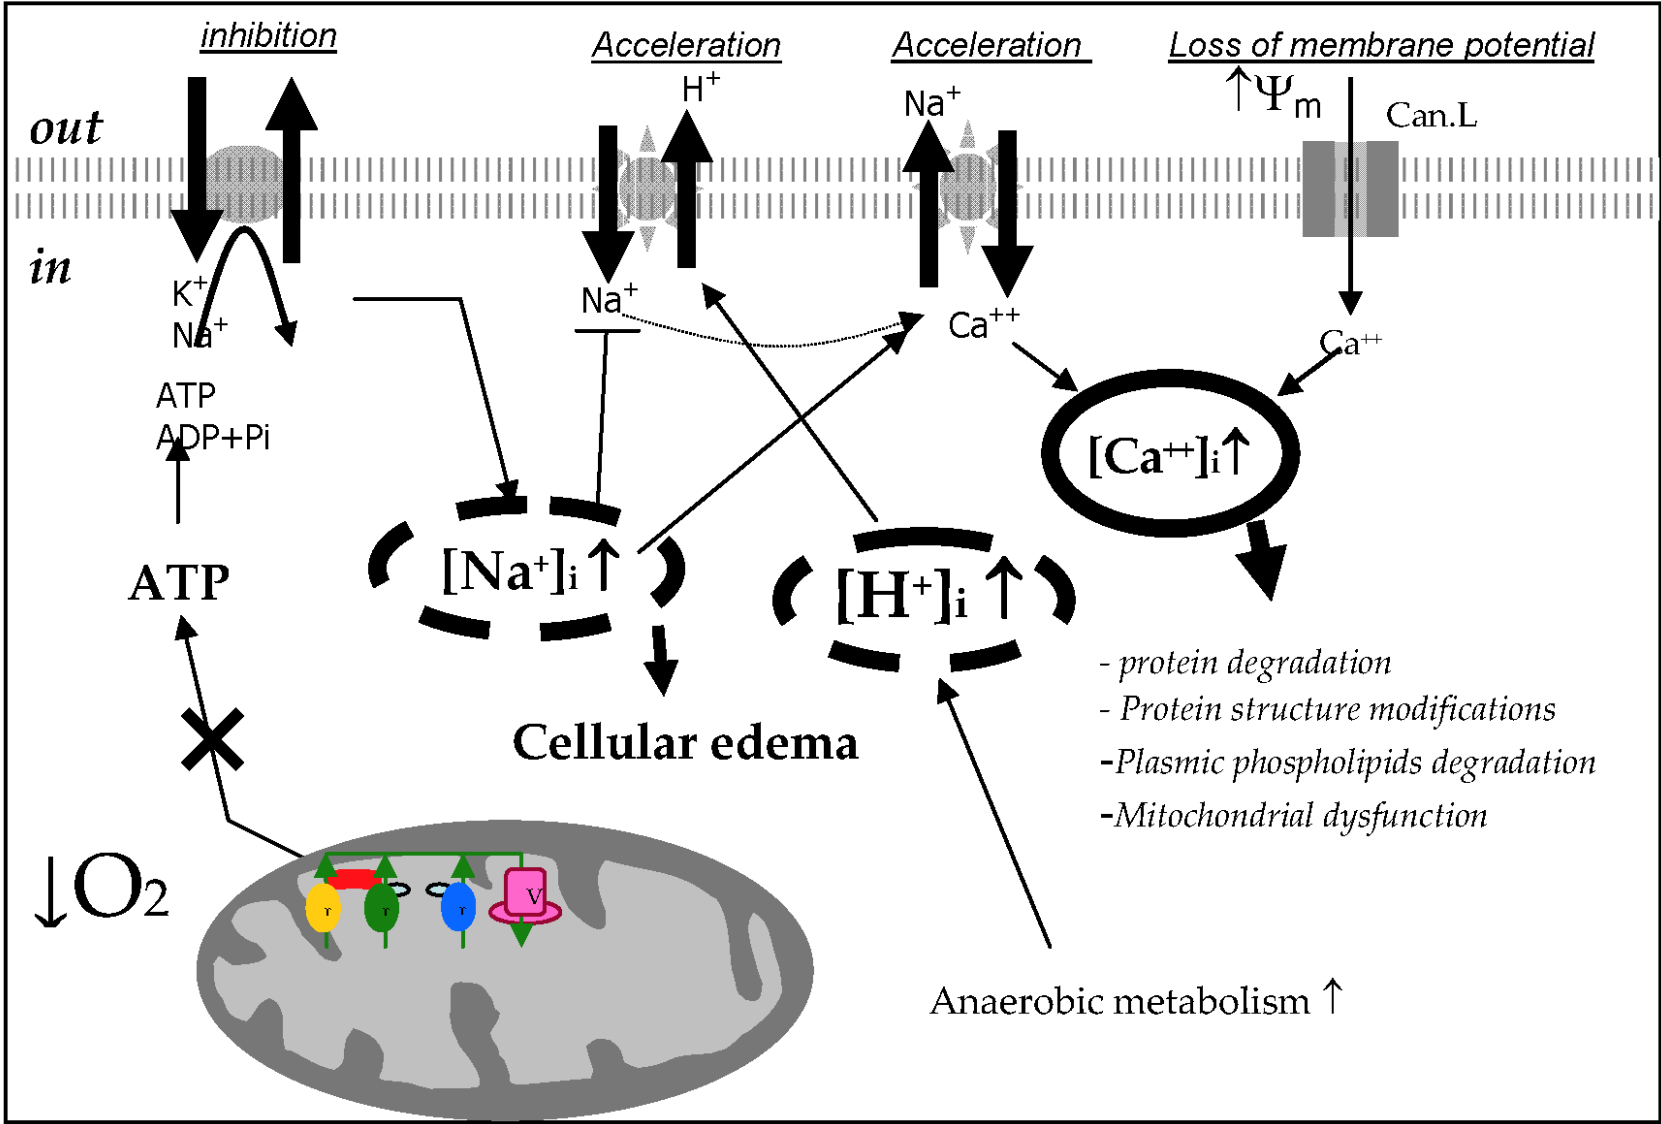 inhibition
Acceleration
Acceleration
Loss of membrane potential
H⁺
Na⁺
↑Ψm
Can.L
out
in
K⁺
Na⁺
Na⁺
Ca⁺⁺
Ca⁺⁺
ATP
ADP+Pi
[Ca⁺⁺]i↑
ATP
[Na⁺]i ↑
[H⁺]i ↑
Cellular edema
- protein degradation
- Protein structure modifications
-Plasmic phospholipids degradation
-Mitochondrial dysfunction
↓O₂
V
Anaerobic metabolism ↑